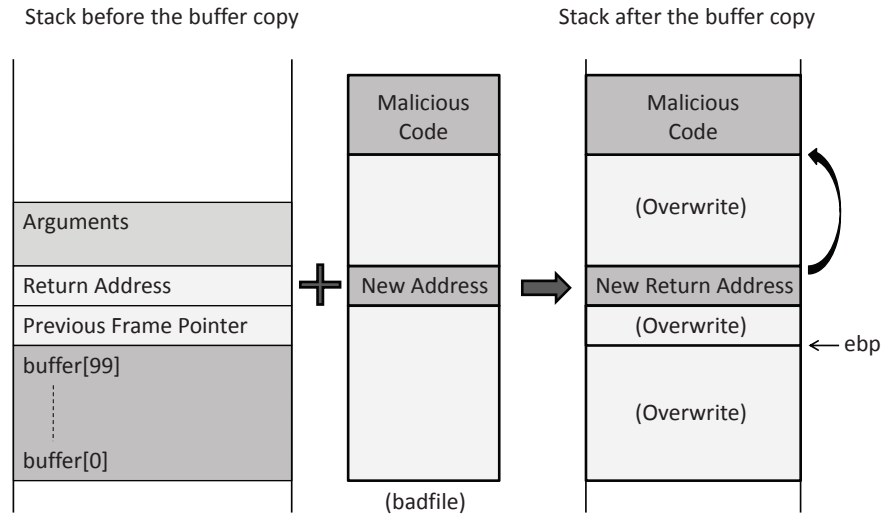 Stack before the buffer copy
Arguments
Return Address
Previous Frame Pointer
buffer[99]
buffer[0]
Malicious
Code
New Address
(badfile)
Stack after the buffer copy
Malicious
Code
(Overwrite)
New Return Address
(Overwrite)
ebp
(Overwrite)